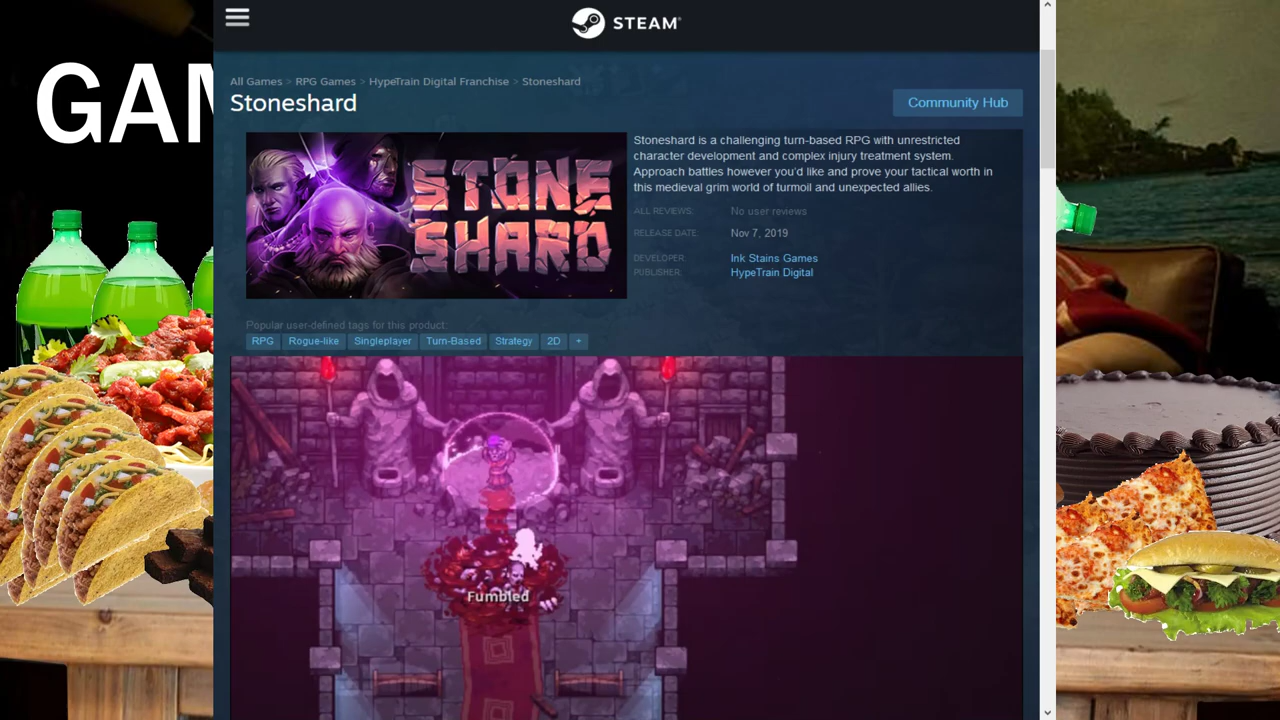 GAM
STEAM®
All Games > RPG Games > HypeTrain Digital Franchise > Stoneshard
Stoneshard
Community Hub
STONE
SHARD
Stoneshard is a challenging turn-based RPG with unrestricted
character development and complex injury treatment system.
Approach battles however you'd like and prove your tactical worth in
this medieval grim world of turmoil and unexpected allies.
ALL REVIEWS: No user reviews
RELEASE DATE: Nov 7, 2019
DEVELOPER: Ink Stains Games
PUBLISHER: HypeTrain Digital
Popular user-defined tags for this product:
RPG Rogue-like Singleplayer Turn-Based Strategy 2D +
Fumbled